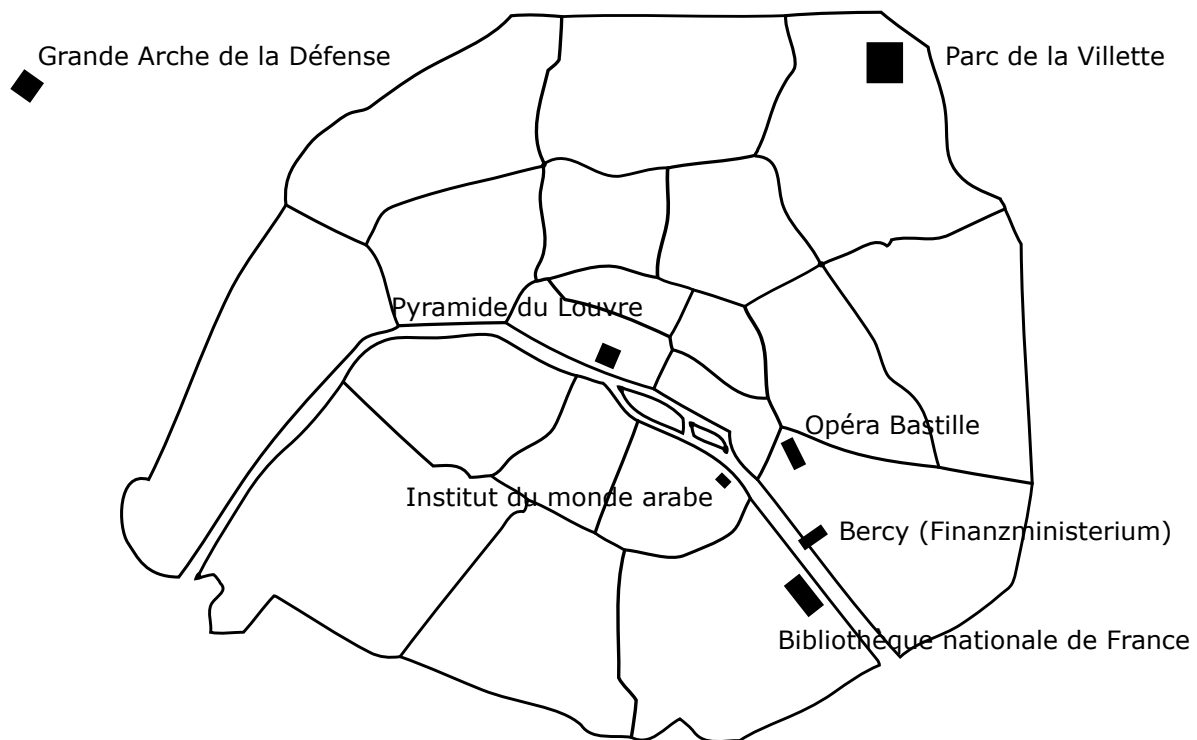 Grande Arche de la Défense
Parc de la Villette
Pyramide du Louvre
Opéra Bastille
Institut du monde arabe
Bercy (Finanzministerium)
Bibliothèque nationale de France